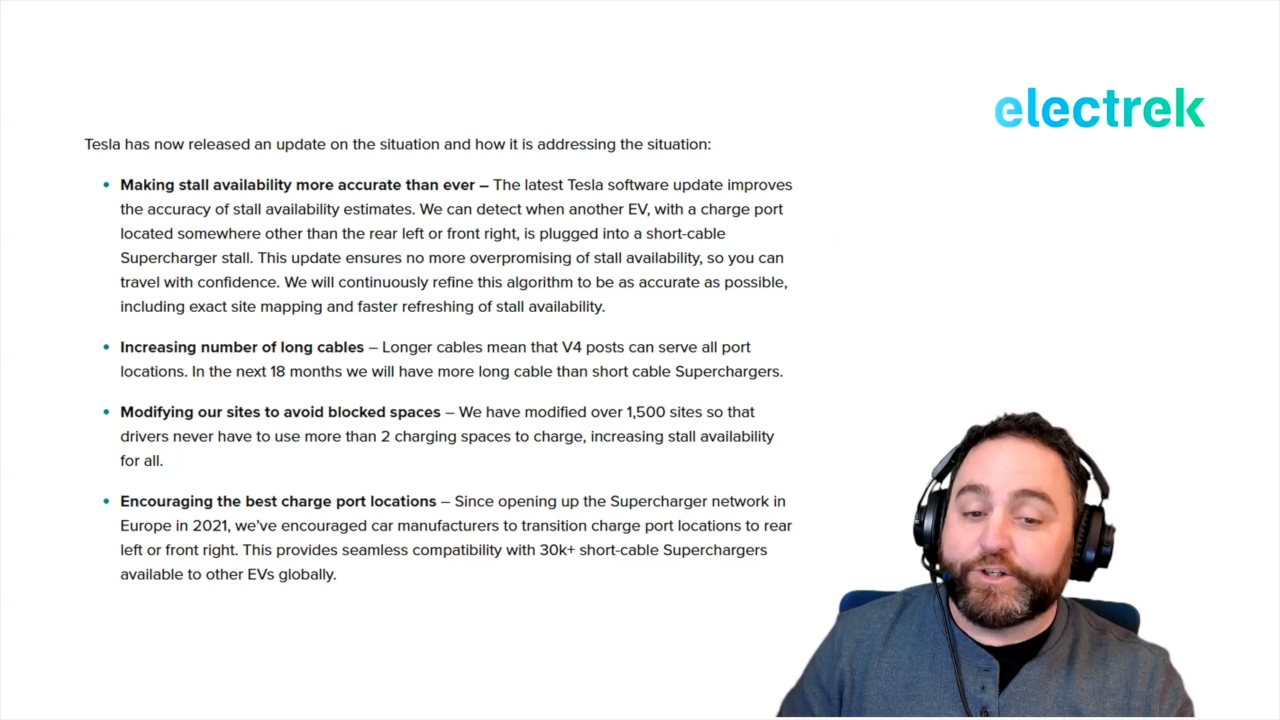 electrek
Tesla has now released an update on the situation and how it is addressing the situation:
• Making stall availability more accurate than ever – The latest Tesla software update improves
the accuracy of stall availability estimates. We can detect when another EV, with a charge port
located somewhere other than the rear left or front right, is plugged into a short-cable
Supercharger stall. This update ensures no more overpromising of stall availability, so you can
travel with confidence. We will continuously refine this algorithm to be as accurate as possible,
including exact site mapping and faster refreshing of stall availability.
• Increasing number of long cables – Longer cables mean that V4 posts can serve all port
locations. In the next 18 months we will have more long cable than short cable Superchargers.
• Modifying our sites to avoid blocked spaces – We have modified over 1,500 sites so that
drivers never have to use more than 2 charging spaces to charge, increasing stall availability
for all.
• Encouraging the best charge port locations – Since opening up the Supercharger network in
Europe in 2021, we’ve encouraged car manufacturers to transition charge port locations to rear
left or front right. This provides seamless compatibility with 30k+ short-cable Superchargers
available to other EVs globally.